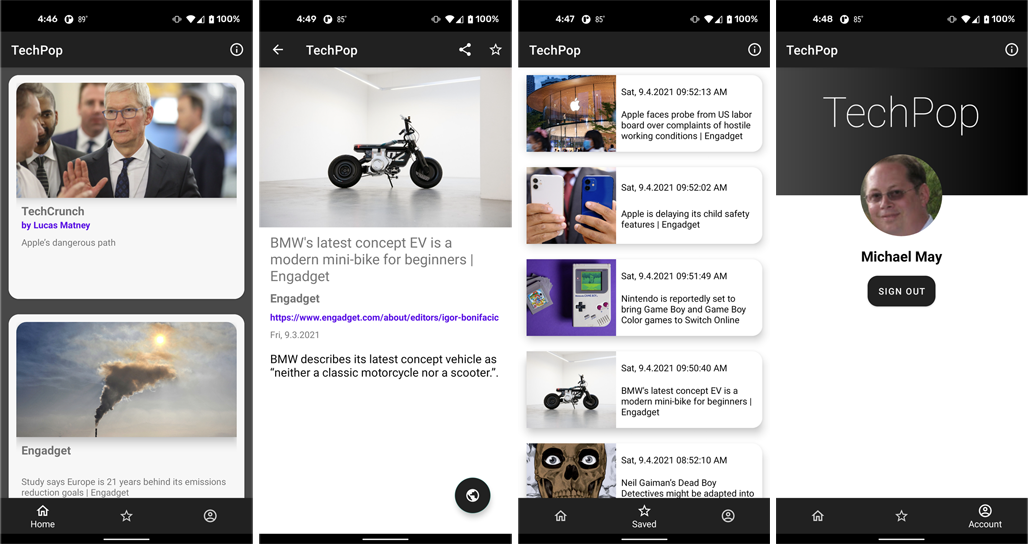 4:46 89° 100%
TechPop
TechCrunch
by Lucas Matney
Apple's dangerous path
Engadget
Study says Europe is 21 years behind its emissions
reduction goals | Engadget
Home
4:49 85° 100%
TechPop
BMW's latest concept EV is a
modern mini-bike for beginners |
Engadget
Engadget
https://www.engadget.com/about/editors/igor-bonifacic
Fri, 9.3.2021
BMW describes its latest concept vehicle as
“neither a classic motorcycle nor a scooter.”.
4:47 85° 100%
TechPop
Sat, 9.4.2021 09:52:13 AM
Apple faces probe from US labor
board over complaints of hostile
working conditions | Engadget
Sat, 9.4.2021 09:52:02 AM
Apple is delaying its child safety
features | Engadget
Sat, 9.4.2021 09:51:49 AM
Nintendo is reportedly set to
bring Game Boy and Game Boy
Color games to Switch Online
Sat, 9.4.2021 09:50:40 AM
BMW's latest concept EV is a
modern mini-bike for beginners |
Engadget
Sat, 9.4.2021 08:52:10 AM
Neil Gaiman's Dead Boy
Detectives might be adapted into
Saved
4:48 85° 100%
TechPop
TechPop
Michael May
SIGN OUT
Account